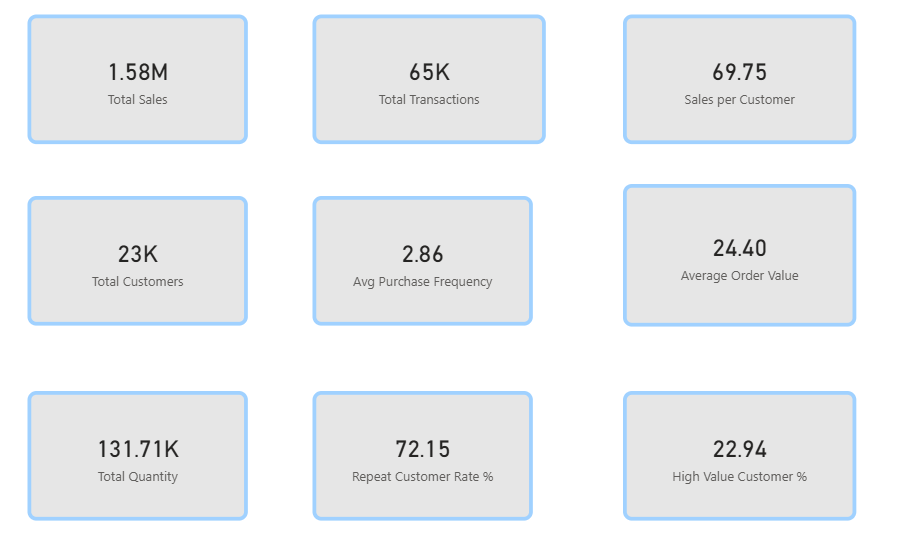 1.58M
Total Sales
65K
Total Transactions
69.75
Sales per Customer
23K
Total Customers
2.86
Avg Purchase Frequency
24.40
Average Order Value
131.71K
Total Quantity
72.15
Repeat Customer Rate %
22.94
High Value Customer %